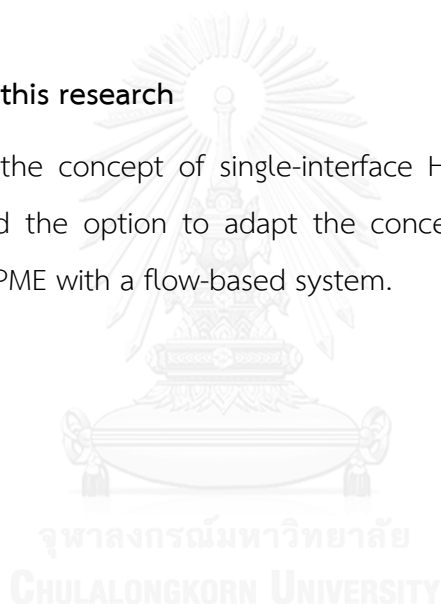 this research
the concept of single-interface H
d the option to adapt the conce
PME with a flow-based system.
จุฬาลงกรณ์มหาวิทยาลัย
CHULALONGKORN UNIVERSITY